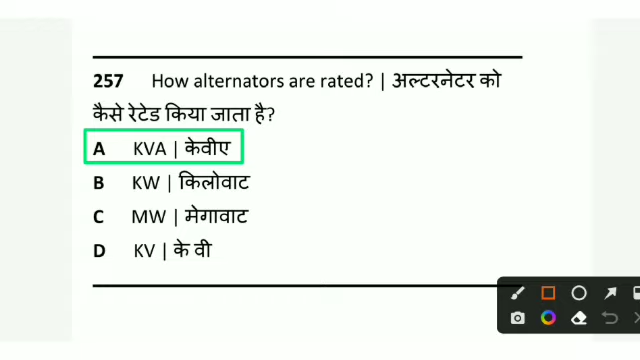 257 How alternators are rated? | अल्टरनेटर को
कैसे रेटेड किया जाता है?
A KVA | केवीए
B KW | किलोवाट
C MW | मेगावाट
D KV | के वी